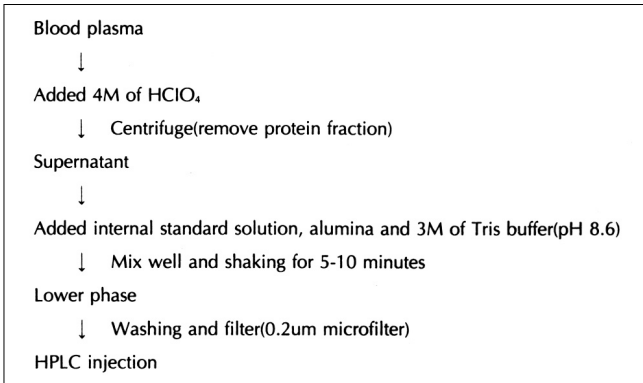 Blood plasma
↓
Added 4M of HClO₄
↓ Centrifuge(remove protein fraction)
Supernatant
↓
Added internal standard solution, alumina and 3M of Tris buffer(pH 8.6)
↓ Mix well and shaking for 5-10 minutes
Lower phase
↓ Washing and filter(0.2um microfilter)
HPLC injection